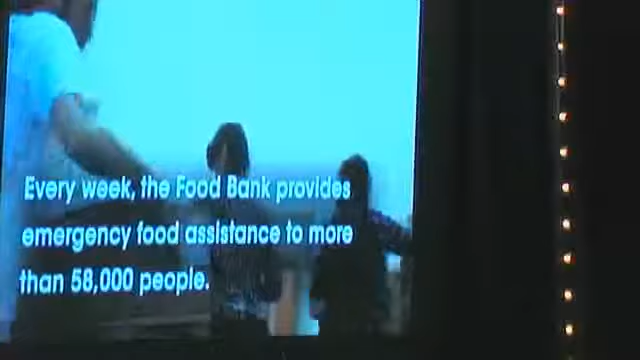 Every week, the Food Bank provides
emergency food assistance to more
than 58,000 people.